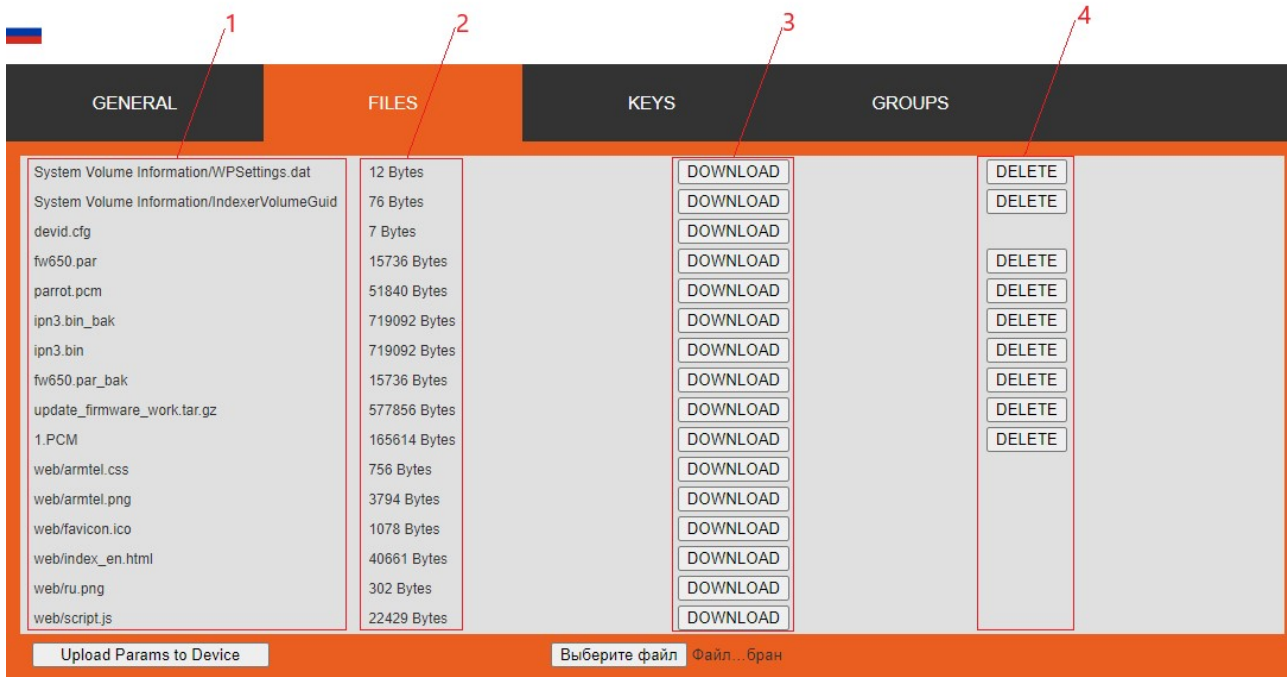 1 2 3 4
GENERAL FILES KEYS GROUPS
System Volume Information/WPSettings.dat 12 Bytes DOWNLOAD DELETE
System Volume Information/IndexerVolumeGuid 76 Bytes DOWNLOAD DELETE
devid.cfg 7 Bytes DOWNLOAD
fw650.par 15736 Bytes DOWNLOAD DELETE
parrot.pcm 51840 Bytes DOWNLOAD DELETE
ipn3.bin_bak 719092 Bytes DOWNLOAD DELETE
ipn3.bin 719092 Bytes DOWNLOAD DELETE
fw650.par_bak 15736 Bytes DOWNLOAD DELETE
update_firmware_work.tar.gz 577856 Bytes DOWNLOAD DELETE
1.PCM 165614 Bytes DOWNLOAD DELETE
web/armtel.css 756 Bytes DOWNLOAD
web/armtel.png 3794 Bytes DOWNLOAD
web/favicon.ico 1078 Bytes DOWNLOAD
web/index_en.html 40661 Bytes DOWNLOAD
web/ru.png 302 Bytes DOWNLOAD
web/script.js 22429 Bytes DOWNLOAD
Upload Params to Device Выберите файл Файл...бран